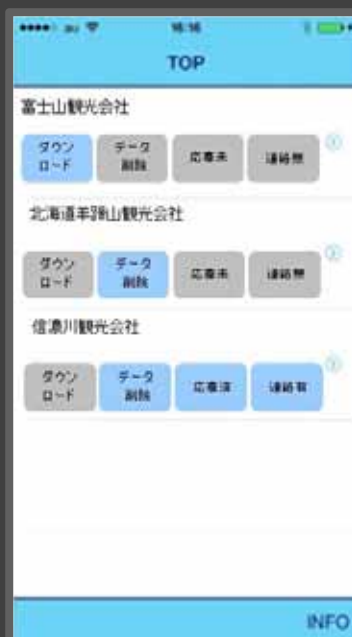 au 16:16
TOP
富士山観光会社
ダウン
ロード
データ
削除
応募未
連絡無
北海道羊蹄山観光会社
ダウン
ロード
データ
削除
応募未
連絡無
信濃川観光会社
ダウン
ロード
データ
削除
応募済
連絡有
INFO